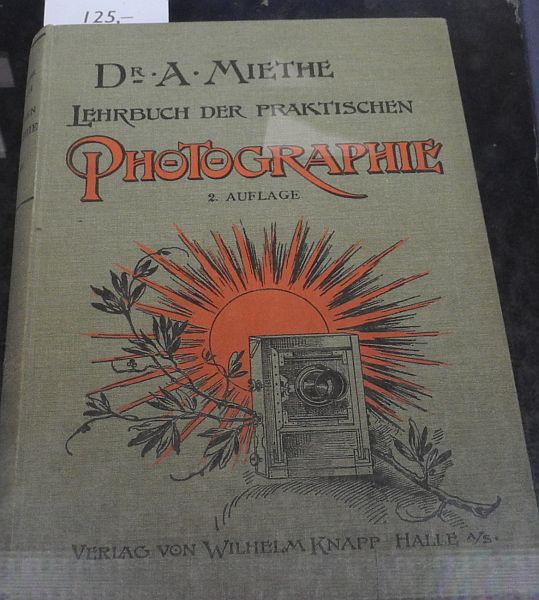 125,–
DR. A. MIETHE
LEHRBUCH DER PRAKTISCHEN
PHOTOGRAPHIE
2. AUFLAGE
VERLAG VON WILHELM KNAPP HALLE A/S.